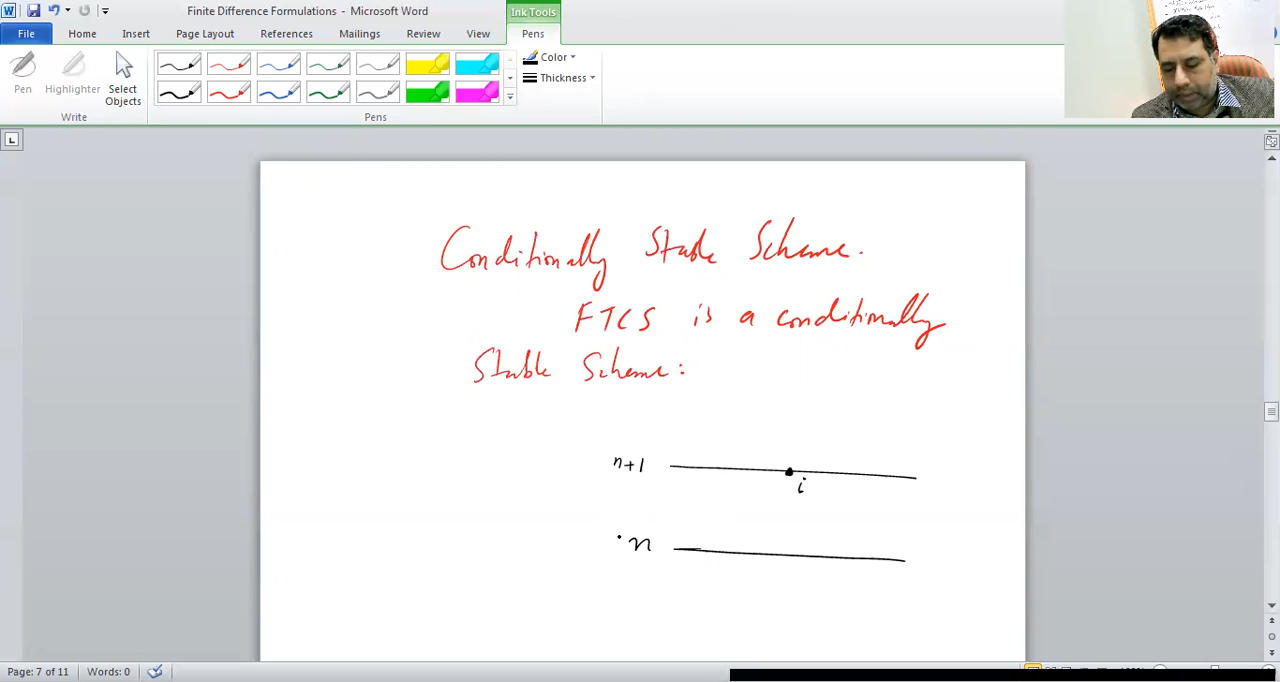 Finite Difference Formulations - Microsoft Word
Ink Tools
File Home Insert Page Layout References Mailings Review View Pens
Pen Highlighter Select Objects
Color
Thickness
Write Pens
Conditionally Stable Scheme.
FTCS is a conditionally
Stable Scheme:
n+1
i
n
Page: 7 of 11 Words: 0